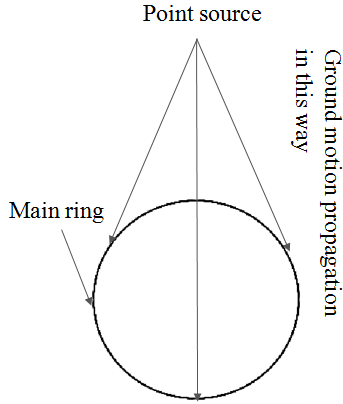 Point source
Ground motion propagation
in this way
Main ring